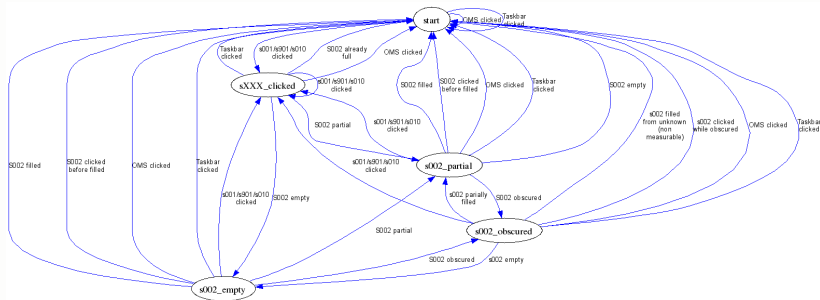 start
OMS clicked
Taskbar
clicked
Taskbar
clicked
s001/s901/s010
clicked
S002 already
full
OMS clicked
sXXX_clicked
s001/s901/s010
clicked
S002 filled
S002 clicked
before filled
OMS clicked
Taskbar
clicked
S002 empty
s002 filled
from unknown
(non
measurable)
s002 clicked
while obscured
OMS clicked
Taskbar
clicked
S002 partial
s001/s901/s010
clicked
S002 filled
S002 clicked
before filled
OMS clicked
Taskbar
clicked
s001/s901/s010
clicked
s002_partial
s001/s901/s010
clicked
S002 empty
s002 parially
filled
S002 obscured
S002 partial
s002_obscured
S002 obscured
s002 empty
s002_empty